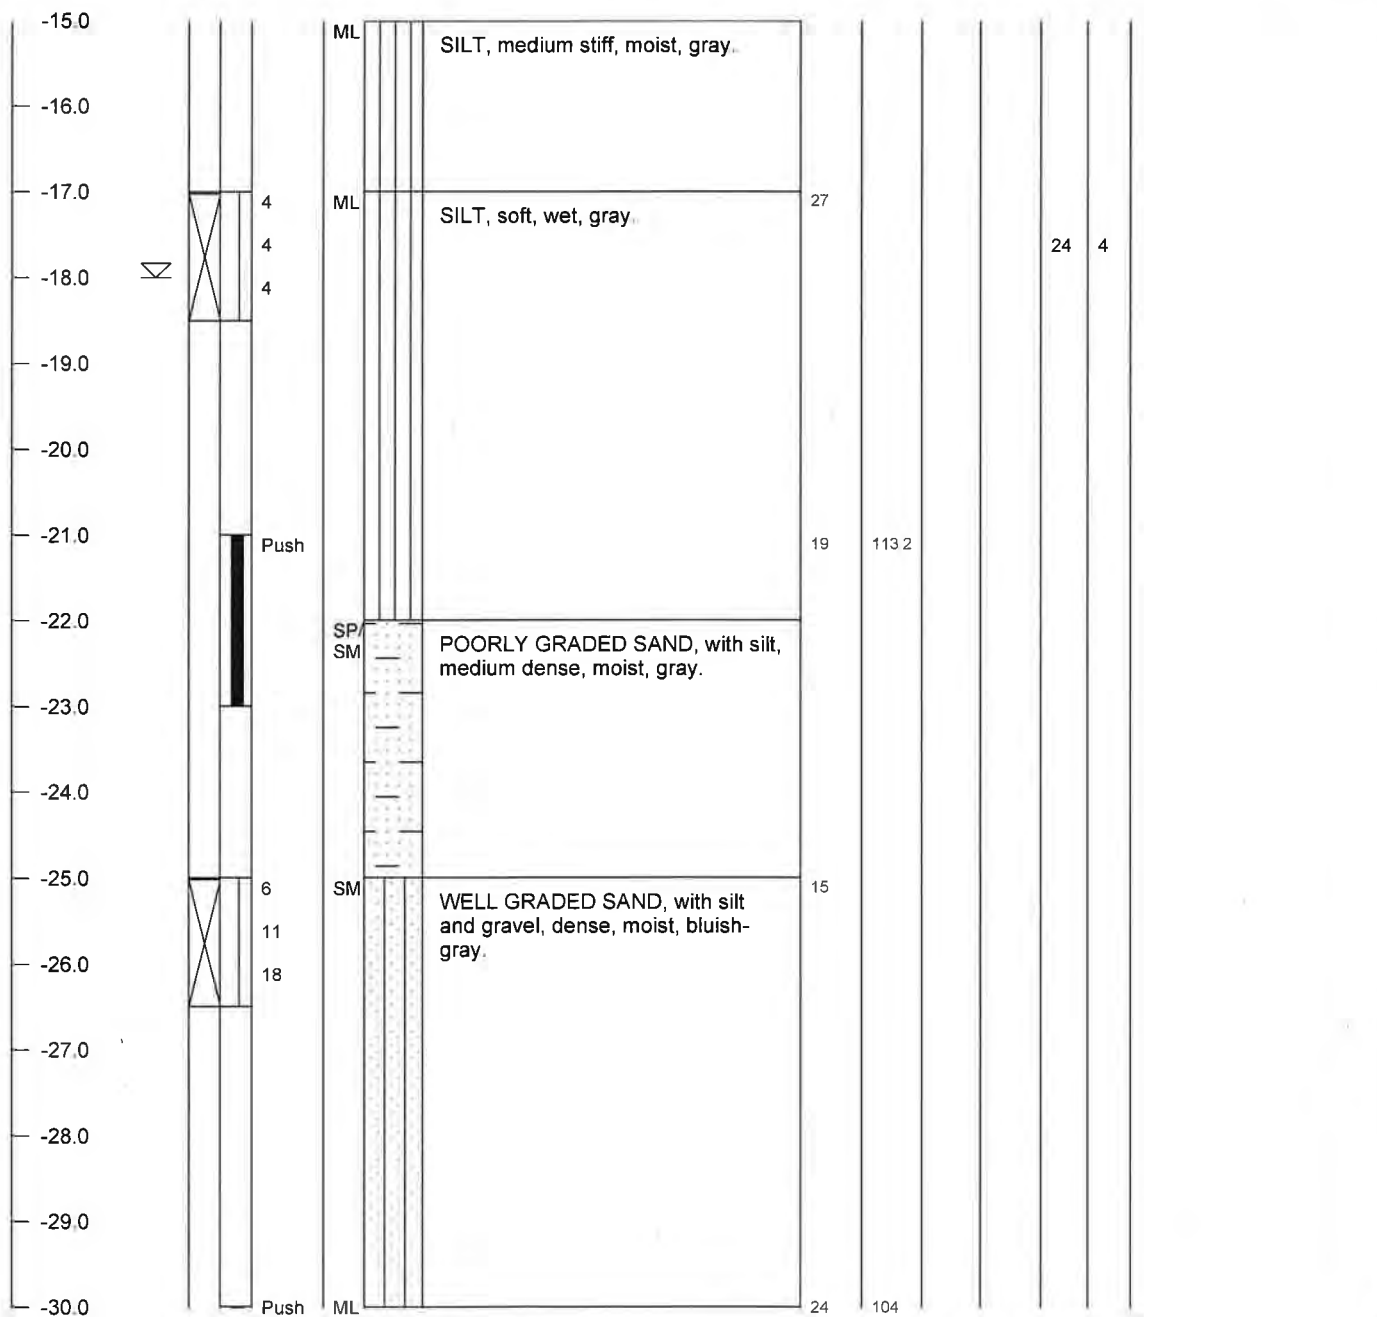 -15.0
ML
SILT, medium stiff, moist, gray.
-16.0
-17.0
4
ML
SILT, soft, wet, gray.
27
4
24
4
-18.0
4
-19.0
-20.0
-21.0
Push
19
113.2
-22.0
SP/
SM
POORLY GRADED SAND, with silt,
medium dense, moist, gray.
-23.0
-24.0
-25.0
6
SM
WELL GRADED SAND, with silt
and gravel, dense, moist, bluish-
gray.
15
11
-26.0
18
-27.0
-28.0
-29.0
-30.0
Push
ML
24
104